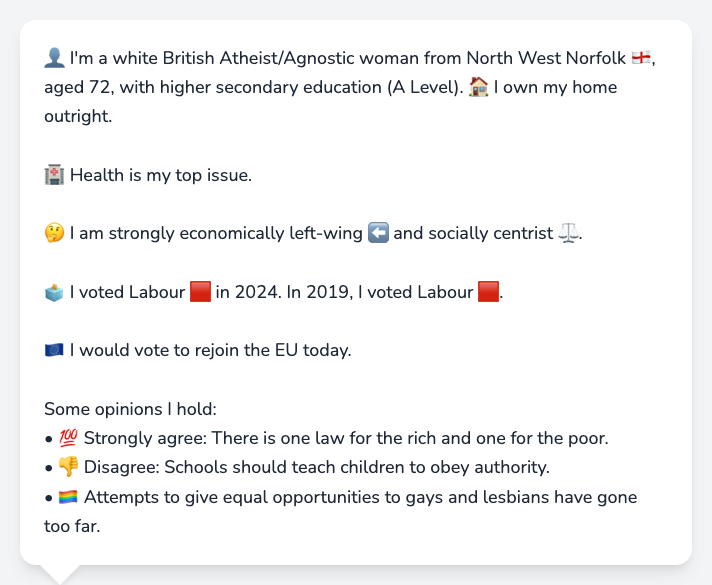 👤 I'm a white British Atheist/Agnostic woman from North West Norfolk 🏴󠁧󠁢󠁥󠁮󠁧󠁿,
aged 72, with higher secondary education (A Level). 🏠 I own my home
outright.
🏥 Health is my top issue.
🤔 I am strongly economically left-wing ⬅️ and socially centrist ⚖️.
🗳️ I voted Labour 🟥 in 2024. In 2019, I voted Labour 🟥.
🇪🇺 I would vote to rejoin the EU today.
Some opinions I hold:
• 💯 Strongly agree: There is one law for the rich and one for the poor.
• 👎 Disagree: Schools should teach children to obey authority.
• 🏳️‍🌈 Attempts to give equal opportunities to gays and lesbians have gone
too far.